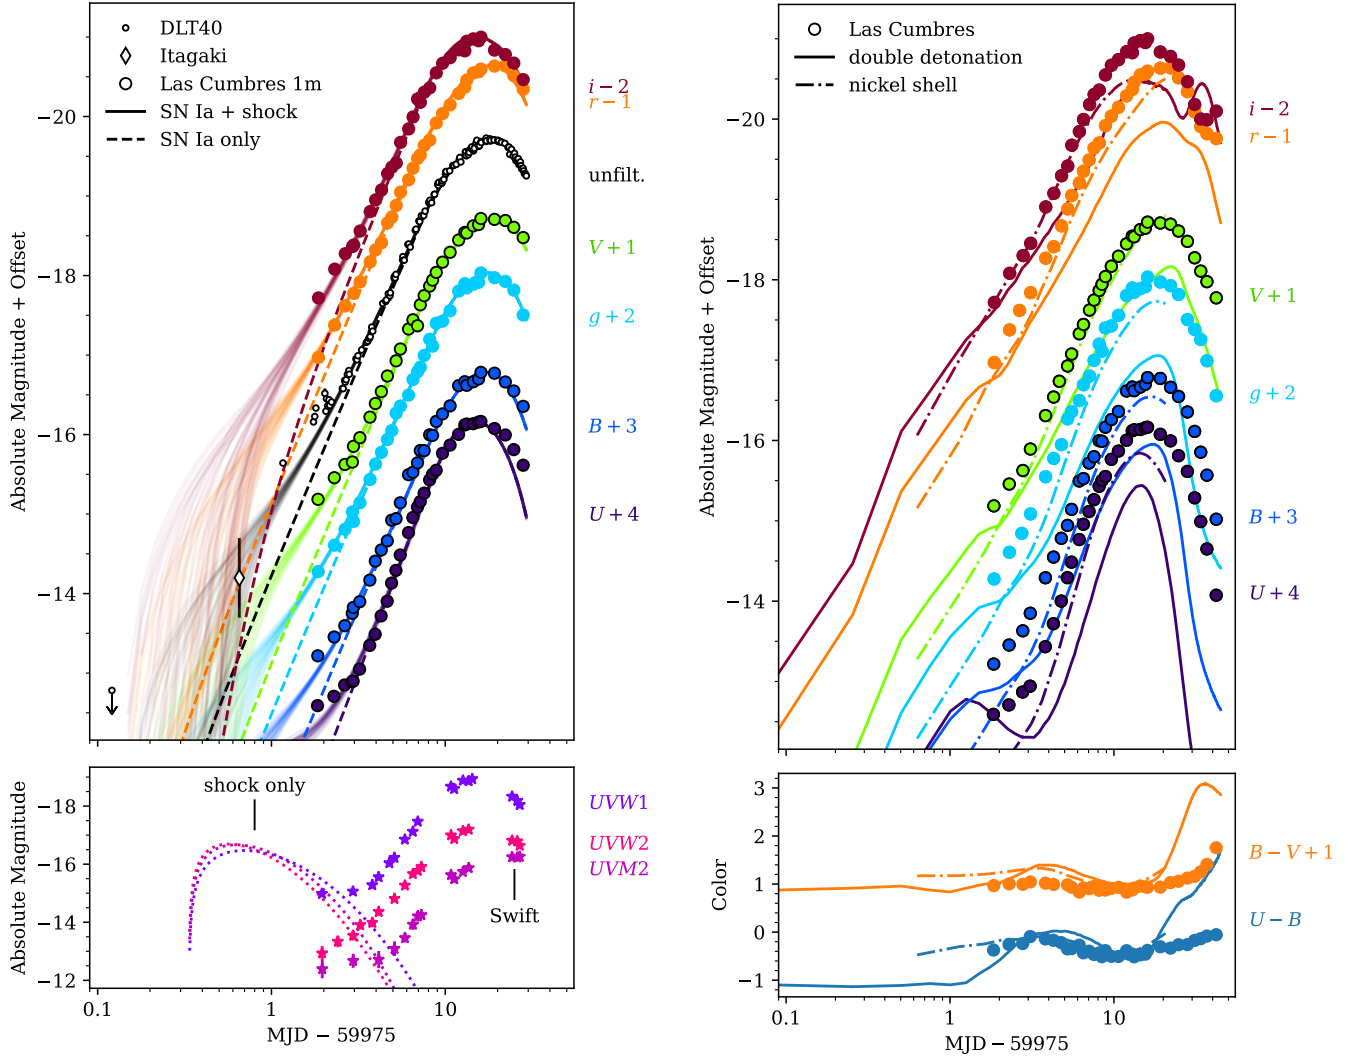 DLT40
Itagaki
Las Cumbres 1m
SN Ia + shock
SN Ia only
Absolute Magnitude + Offset
−20
−18
−16
−14
i − 2
r − 1
unfilt.
V + 1
g + 2
B + 3
U + 4
shock only
Swift
Absolute Magnitude
−18
−16
−14
−12
UVW1
UVW2
UVM2
0.1
1
10
MJD − 59975
Las Cumbres
double detonation
nickel shell
Absolute Magnitude + Offset
−20
−18
−16
−14
i − 2
r − 1
V + 1
g + 2
B + 3
U + 4
Color
3
2
1
0
−1
B − V + 1
U − B
0.1
1
10
MJD − 59975